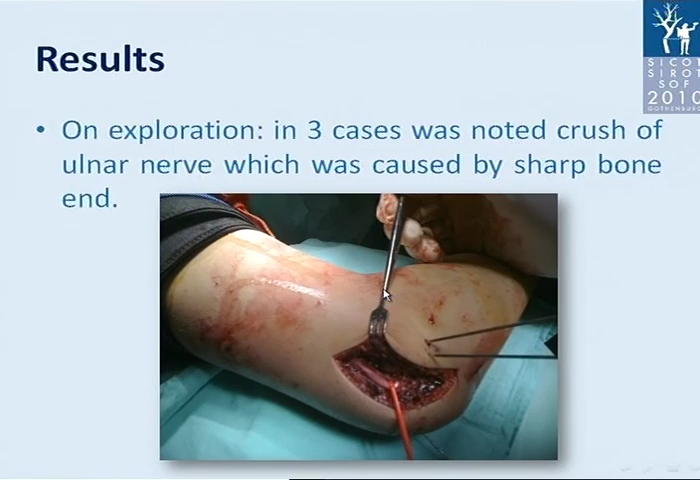 Results
• On exploration: in 3 cases was noted crush of
ulnar nerve which was caused by sharp bone
end.
SICOT
SIROT
SOF
2010
GOTHENBURG